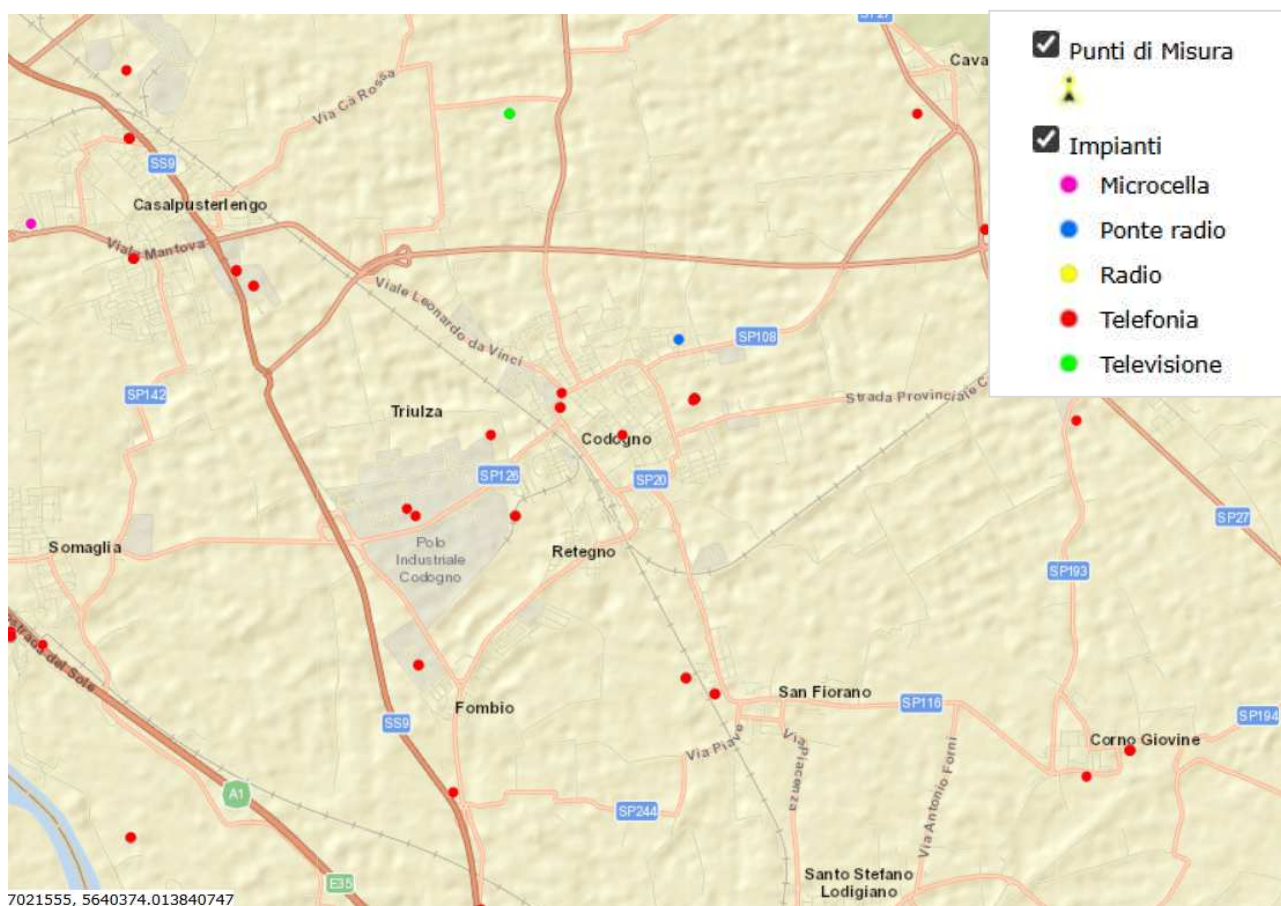 SP27
Cava
Punti di Misura
Impianti
Microcella
Ponte radio
Radio
Telefonia
Televisione
Via Cà Rossa
SS9
Casalpusterlengo
Viale Mantova
Viale Leonardo da Vinci
SP108
SP142
Triulza
Strada Provinciale C
Codogno
SP126
SP20
SP27
Somaglia
Polo
Industriale
Codogno
Retegno
SP193
strada del Sole
San Fiorano
SP116
Fombio
SS9
SP194
Via Piave
Via Piacenza
Corno Giovine
Via Antonio Forni
A1
SP244
Santo Stefano
Lodigiano
E35
7021555, 5640374.013840747